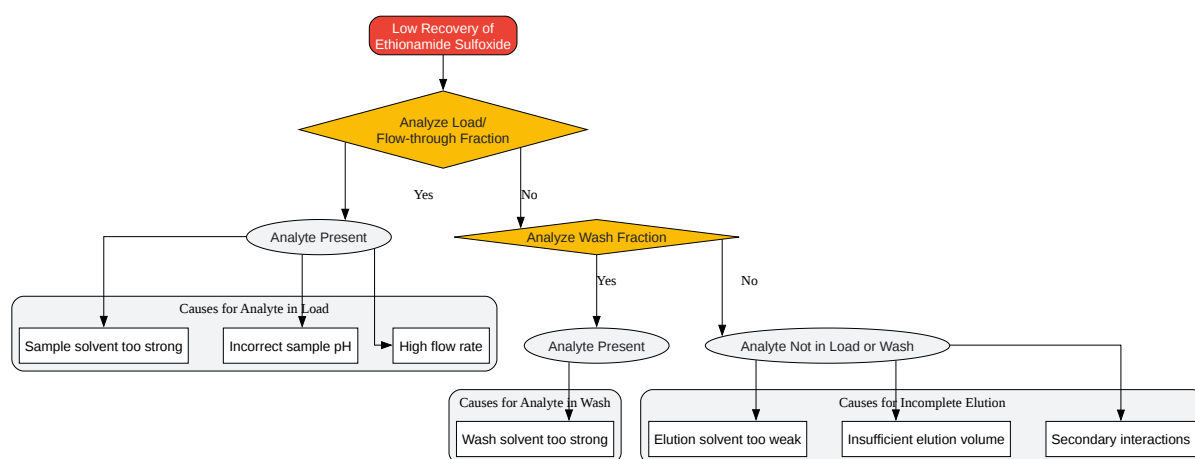 Low Recovery of
Ethionamide Sulfoxide
Analyze Load/
Flow-through Fraction
Yes
No
Analyte Present
Analyze Wash Fraction
Yes
No
Causes for Analyte in Load
Sample solvent too strong
Incorrect sample pH
High flow rate
Analyte Present
Analyte Not in Load or Wash
Causes for Analyte in Wash
Causes for Incomplete Elution
Wash solvent too strong
Elution solvent too weak
Insufficient elution volume
Secondary interactions